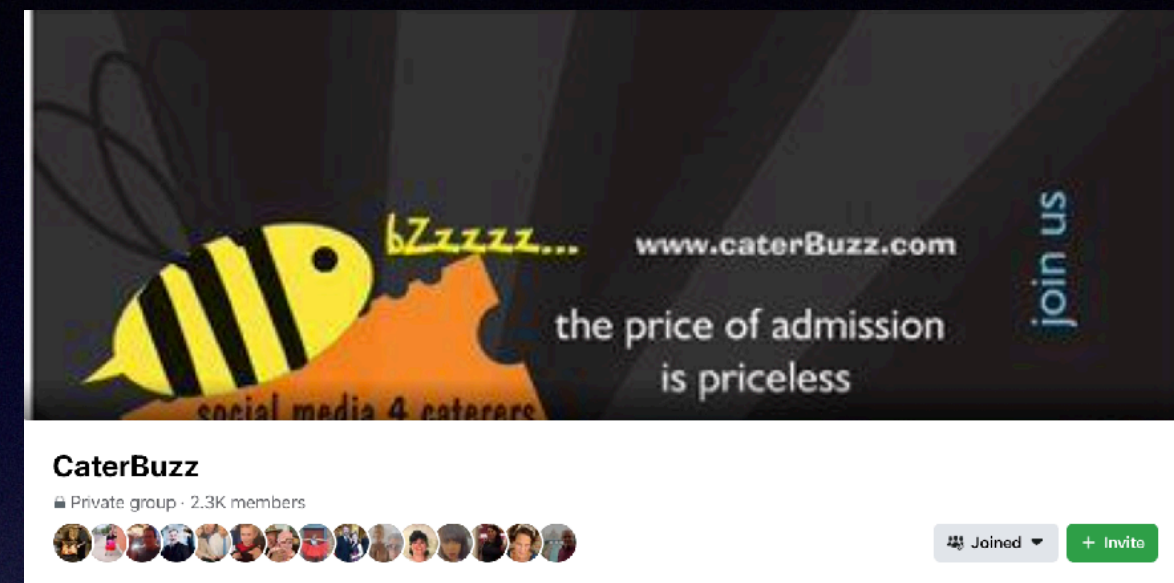 bZzzzz...
www.caterBuzz.com
join us
the price of admission
is priceless
social media 4 caterers
CaterBuzz
Private group · 2.3K members
Joined
+ Invite